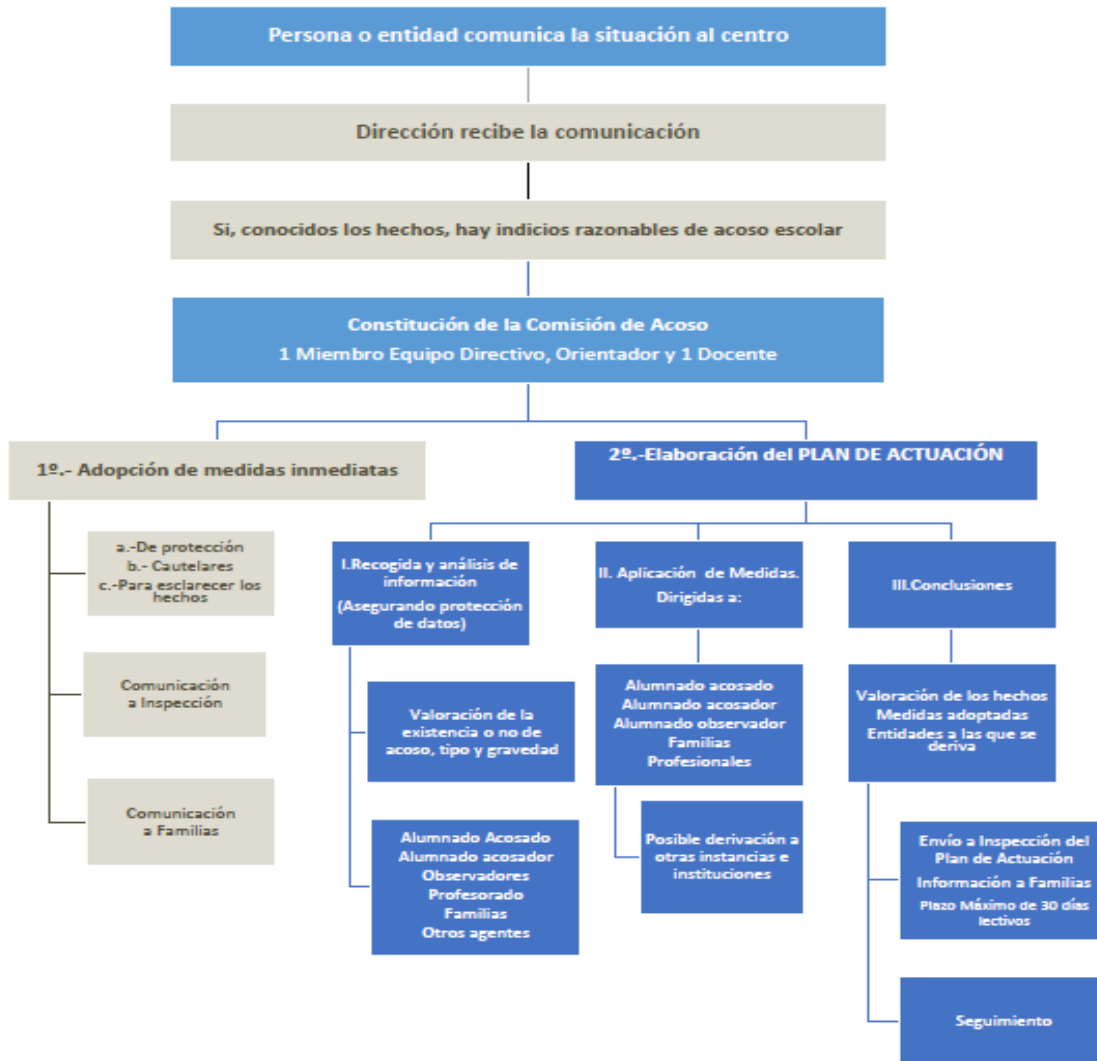 Persona o entidad comunica la situación al centro
Dirección recibe la comunicación
Si, conocidos los hechos, hay indicios razonables de acoso escolar
Constitución de la Comisión de Acoso
1 Miembro Equipo Directivo, Orientador y 1 Docente
1º.- Adopción de medidas inmediatas
a.-De protección
b.- Cautelares
c.-Para esclarecer los
hechos
Comunicación
a Inspección
Comunicación
a Familias
2º.-Elaboración del PLAN DE ACTUACIÓN
I.Recogida y análisis de
información
(Asegurando protección
de datos)
Valoración de la
existencia o no de
acoso, tipo y gravedad
Alumnado Acosado
Alumnado acosador
Observadores
Profesorado
Familias
Otros agentes
II. Aplicación de Medidas.
Dirigidas a:
Alumnado acosado
Alumnado acosador
Alumnado observador
Familias
Profesionales
Posible derivación a
otras instancias e
instituciones
III.Conclusiones
Valoración de los hechos
Medidas adoptadas
Entidades a las que se
deriva
Envío a Inspección del
Plan de Actuación
Información a Familias
Plazo Máximo de 30 días
lectivos
Seguimiento